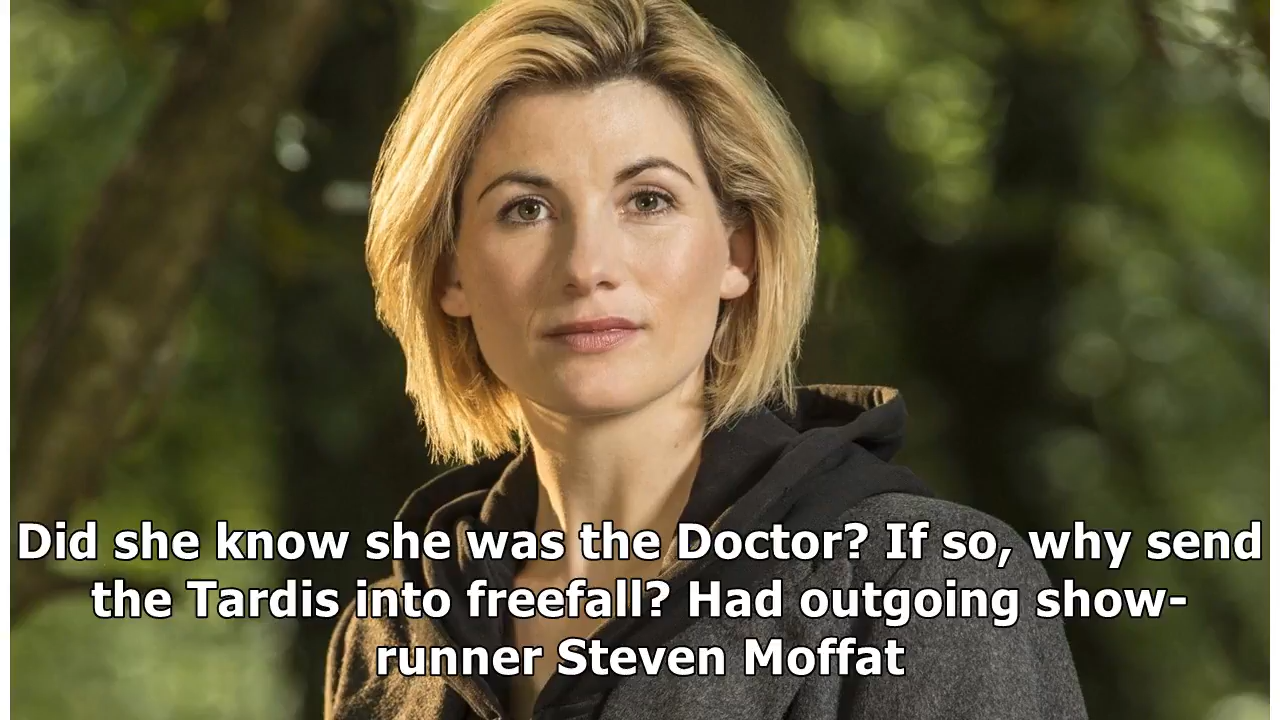 Did she know she was the Doctor? If so, why send
the Tardis into freefall? Had outgoing show-
runner Steven Moffat